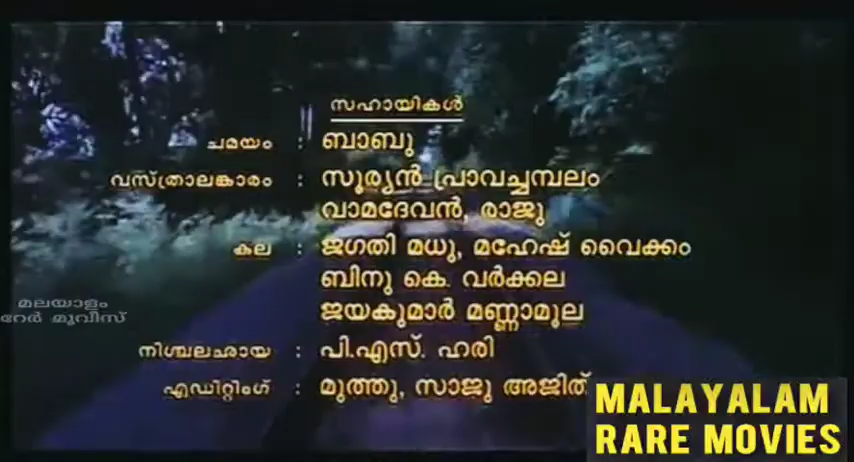 സഹായികൾ
ചമയം : ബാബു
വസ്ത്രാലങ്കാരം : സൂര്യൻ പ്രാവച്ചമ്പലം
വാമദേവൻ, രാജു
കല : ജഗതി മധു, മഹേഷ് വൈക്കം
ബിനു കെ. വർക്കല
ജയകുമാർ മണ്ണാമൂല
മലയാളം
റേർ മൂവീസ്
നിശ്ചലഛായ : പി.എസ്. ഹരി
എഡിറ്റിംഗ് : മുത്തു, സാജു അജിത്
MALAYALAM
RARE MOVIES